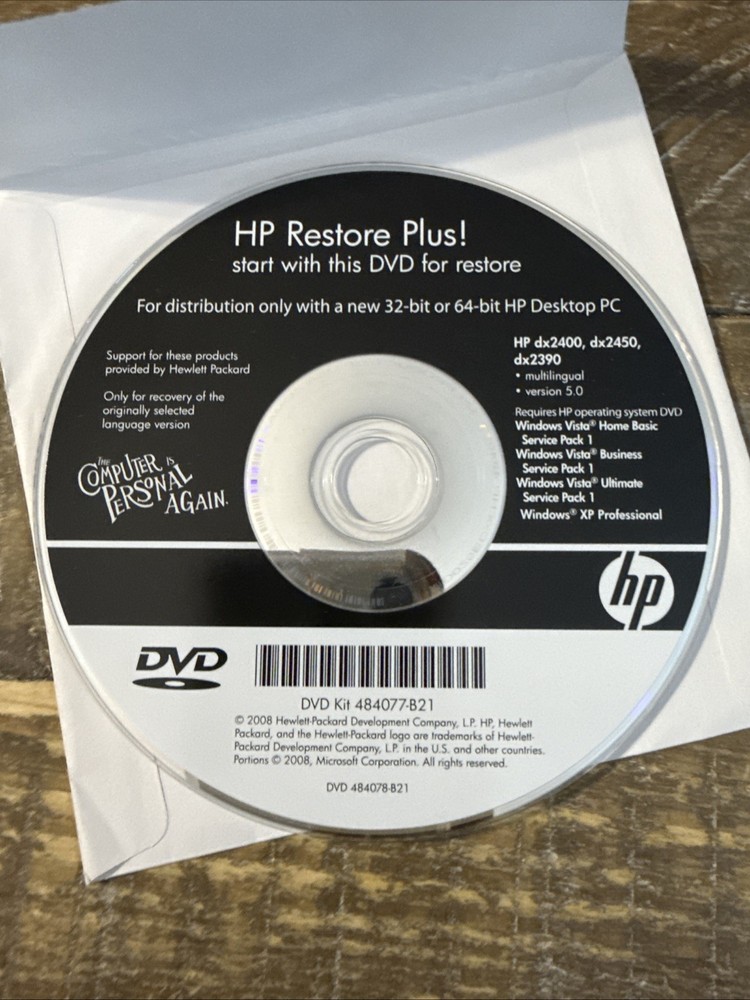 HP Restore Plus!
start with this DVD for restore
For distribution only with a new 32-bit or 64-bit HP Desktop PC
Support for these products
provided by Hewlett Packard
Only for recovery of the
originally selected
language version
THE
COMPUTER IS
PERSONAL
AGAIN.
HP dx2400, dx2450,
dx2390
• multilingual
• version 5.0
Requires HP operating system DVD
Windows Vista® Home Basic
Service Pack 1
Windows Vista® Business
Service Pack 1
Windows Vista® Ultimate
Service Pack 1
Windows® XP Professional
hp
DVD
DVD Kit 484077-B21
© 2008 Hewlett-Packard Development Company, L.P. HP, Hewlett
Packard, and the Hewlett-Packard logo are trademarks of Hewlett-
Packard Development Company, L.P. in the U.S. and other countries.
Portions © 2008, Microsoft Corporation. All rights reserved.
DVD 484078-B21